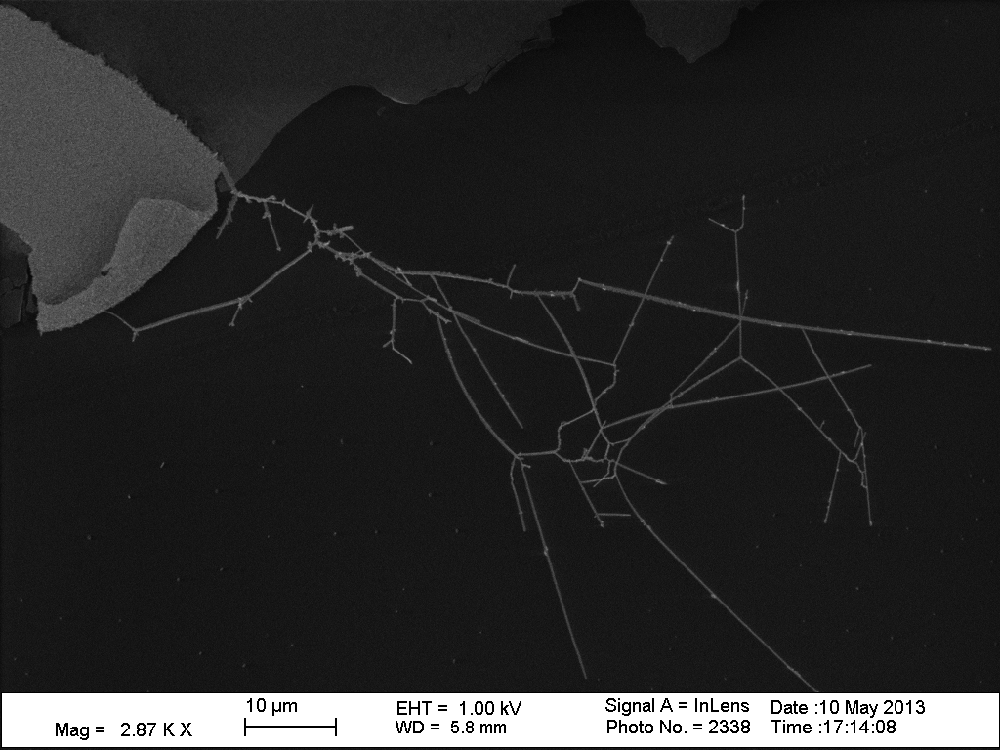 10 µm
Mag = 2.87 K X
EHT = 1.00 kV
WD = 5.8 mm
Signal A = InLens
Photo No. = 2338
Date :10 May 2013
Time :17:14:08